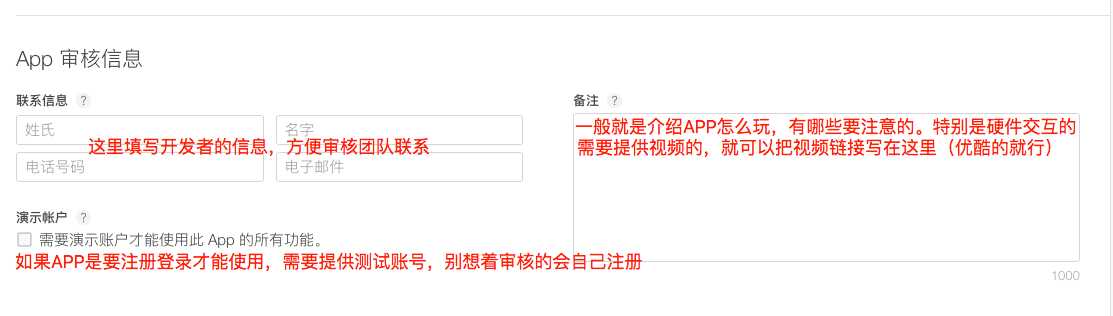 App 审核信息
联系信息 ?
姓氏
名字
这里填写开发者的信息，方便审核团队联系
电话号码
电子邮件
演示帐户 ?
需要演示账户才能使用此 App 的所有功能。
如果APP是要注册登录才能使用，需要提供测试账号，别想着审核的会自己注册
备注 ?
一般就是介绍APP怎么玩，有哪些要注意的。特别是硬件交互的
需要提供视频的，就可以把视频链接写在这里（优酷的就行）
1000